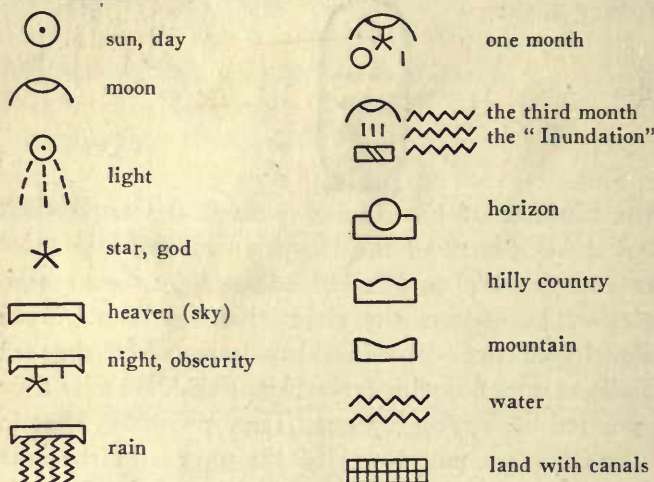 sun, day
moon
light
star, god
heaven (sky)
night, obscurity
rain
one month
the third month
the "Inundation"
horizon
hilly country
mountain
water
land with canals